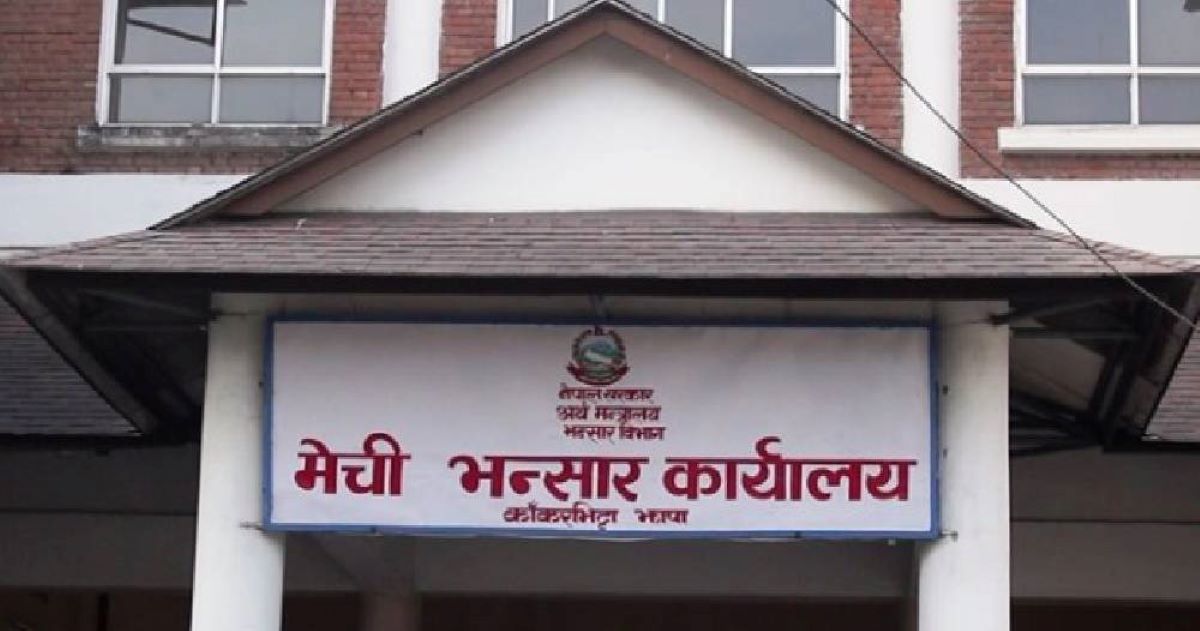 नेपाल सरकार
अर्थ मन्त्रालय
भन्सार विभाग
मेची भन्सार कार्यालय
काँकरभिट्टा झापा